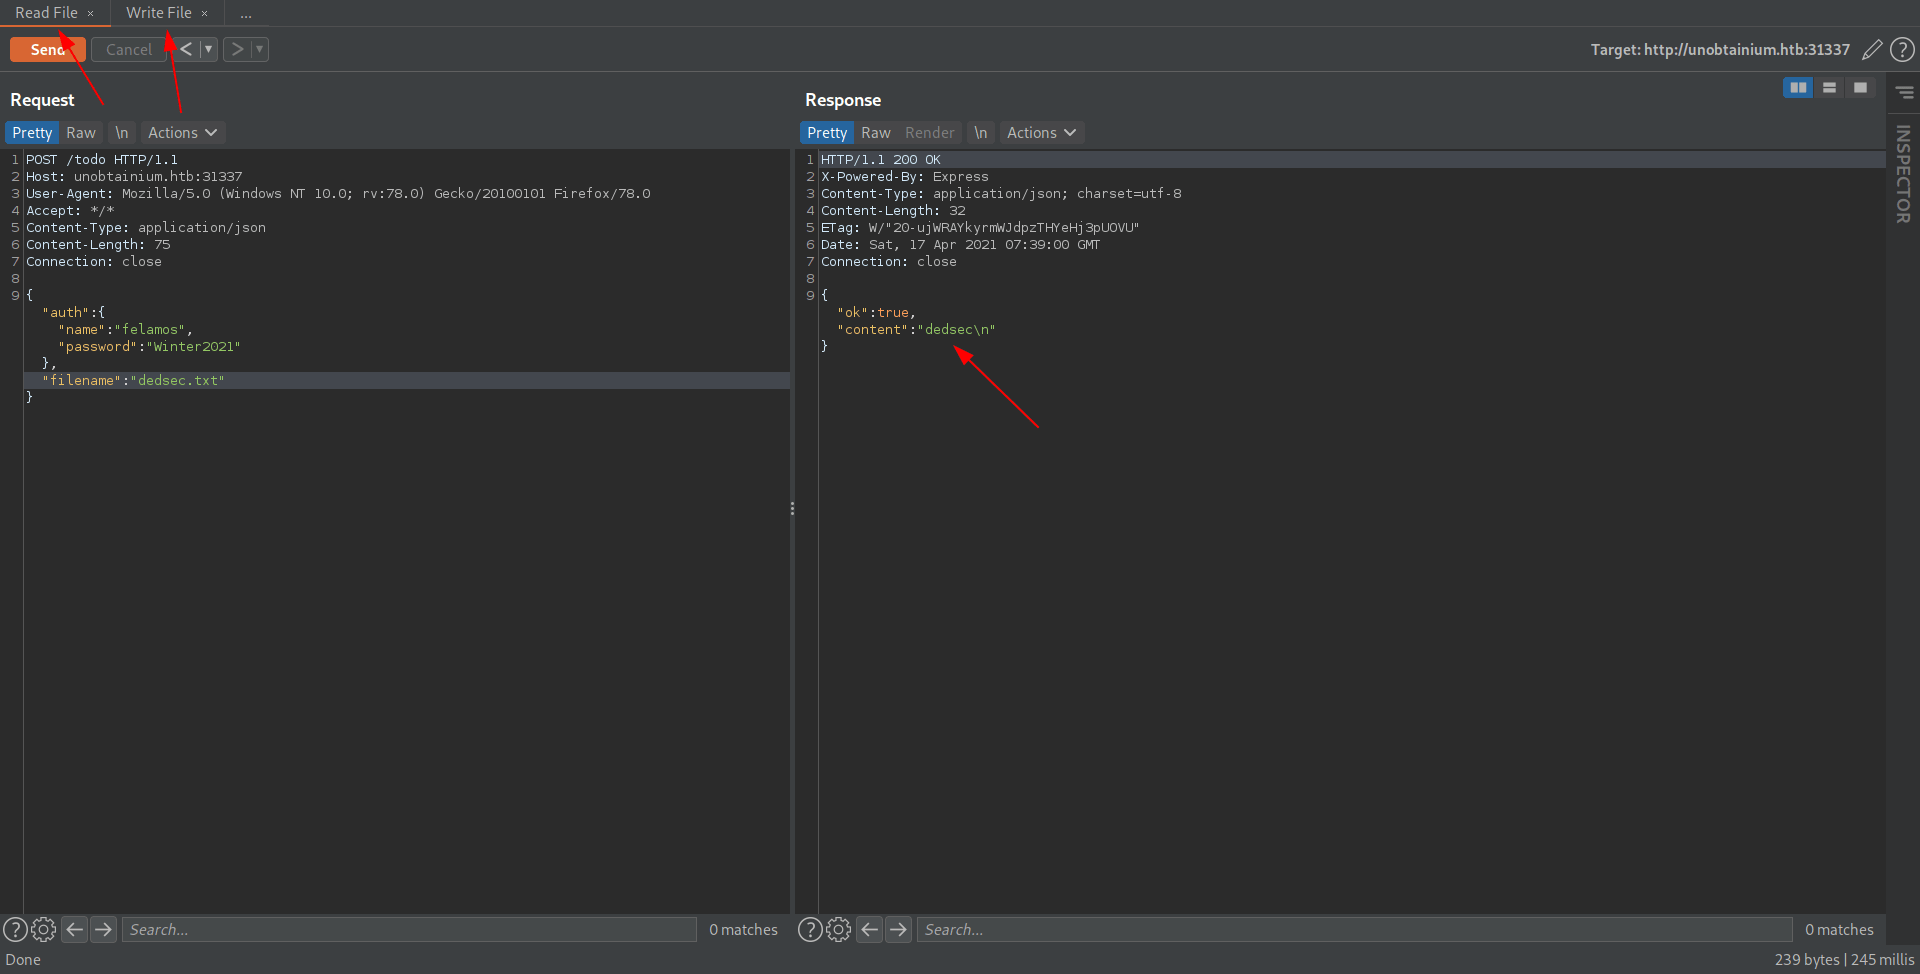 Read File × Write File × ...
Send Cancel < ▼ > ▼ Target: http://unobtainium.htb:31337 ?
Request
Pretty Raw \n Actions
1 POST /todo HTTP/1.1
2 Host: unobtainium.htb:31337
3 User-Agent: Mozilla/5.0 (Windows NT 10.0; rv:78.0) Gecko/20100101 Firefox/78.0
4 Accept: */*
5 Content-Type: application/json
6 Content-Length: 75
7 Connection: close
8
9 {
"auth":{
"name":"felamos",
"password":"Winter2021"
},
"filename":"dedsec.txt"
}
? Search... 0 matches
Response
Pretty Raw Render \n Actions
1 HTTP/1.1 200 OK
2 X-Powered-By: Express
3 Content-Type: application/json; charset=utf-8
4 Content-Length: 32
5 ETag: W/"20-ujWRAYkyrmWJdpzTHYeHj3pUOVU"
6 Date: Sat, 17 Apr 2021 07:39:00 GMT
7 Connection: close
8
9 {
"ok":true,
"content":"dedsec\n"
}
? Search... 0 matches
INSPECTOR
Done 239 bytes | 245 millis